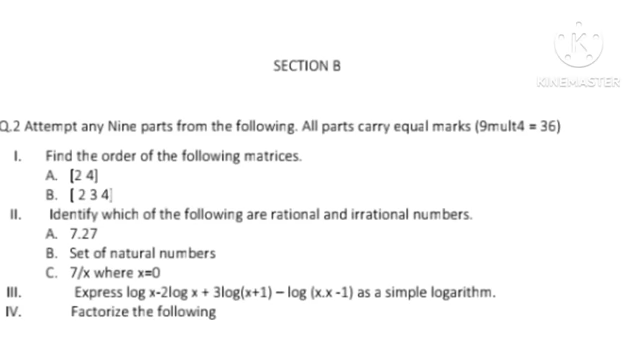 K
KINEMASTER
SECTION B
Q.2 Attempt any Nine parts from the following. All parts carry equal marks (9mult4 = 36)
I. Find the order of the following matrices.
A. [2 4]
B. [ 2 3 4]
II. Identify which of the following are rational and irrational numbers.
A. 7.27
B. Set of natural numbers
C. 7/x where x=0
III. Express log x-2log x + 3log(x+1) – log (x.x -1) as a simple logarithm.
IV. Factorize the following